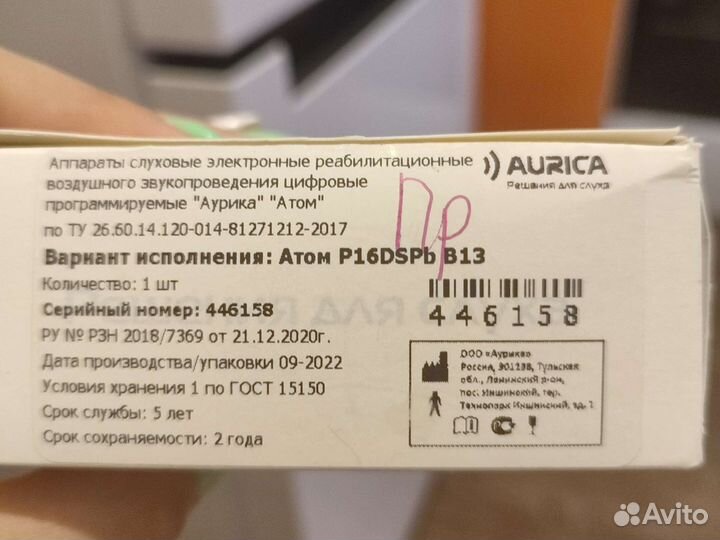 Аппараты слуховые электронные реабилитационные
воздушного звукопроведения цифровые
программируемые "Аурика" "Атом"
по ТУ 26.60.14.120-014-81271212-2017
)) AURICA
Решения для слуха
Пр
Вариант исполнения: Атом P16DSPb B13
Количество: 1 шт
Серийный номер: 446158
РУ № РЗН 2018/7369 от 21.12.2020г.
Дата производства/упаковки 09-2022
Условия хранения 1 по ГОСТ 15150
Срок службы: 5 лет
Срок сохраняемости: 2 года
446158
ООО «Аурика»
Россия, 301138, Тульская
обл., Ленинский р-он,
пос. Иншинский, тер.
Технопарк Иншинский, зд. 1
Avito